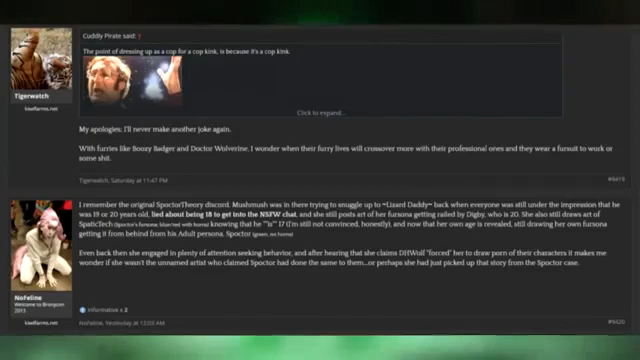 Cuddly Pirate said: ↑
The point of dressing up as a cop for a cop kink, is because it's a cop kink.
Click to expand...
Tigerwatch
kiwifarms.net
My apologies; I'll never make another joke again.
With furries like Boozy Badger and Doctor Wolverine, I wonder when their furry lives will crossover more with their professional ones and they wear a fursuit to work or
some shit.
Tigerwatch, Saturday at 11:47 PM
#9419
I remember the original SpoctorTheory discord. Mushmush was in there trying to snuggle up to ~Lizard Daddy~ back when everyone was still under the impression that he
was 19 or 20 years old, lied about being 18 to get into the NSFW chat, and she still posts art of her fursona getting railed by Digby, who is 20. She also still draws art of
SpaticTech (Spoctor's fursona, blue/red with horns) knowing that he "'is'" 17 (I'm still not convinced, honestly), and now that her own age is revealed, still drawing her own fursona
getting it from behind from his Adult persona, Spoctor (green, no horns)
Even back then she engaged in plenty of attention seeking behavior, and after hearing that she claims DHWolf "forced" her to draw porn of their characters it makes me
wonder if she wasn't the unnamed artist who claimed Spoctor had done the same to them...or perhaps she had just picked up that story from the Spoctor case.
NoFeline
Welcome to Bronycon
2013
kiwifarms.net
Informative x 2
NoFeline, Yesterday at 12:03 AM
#9420